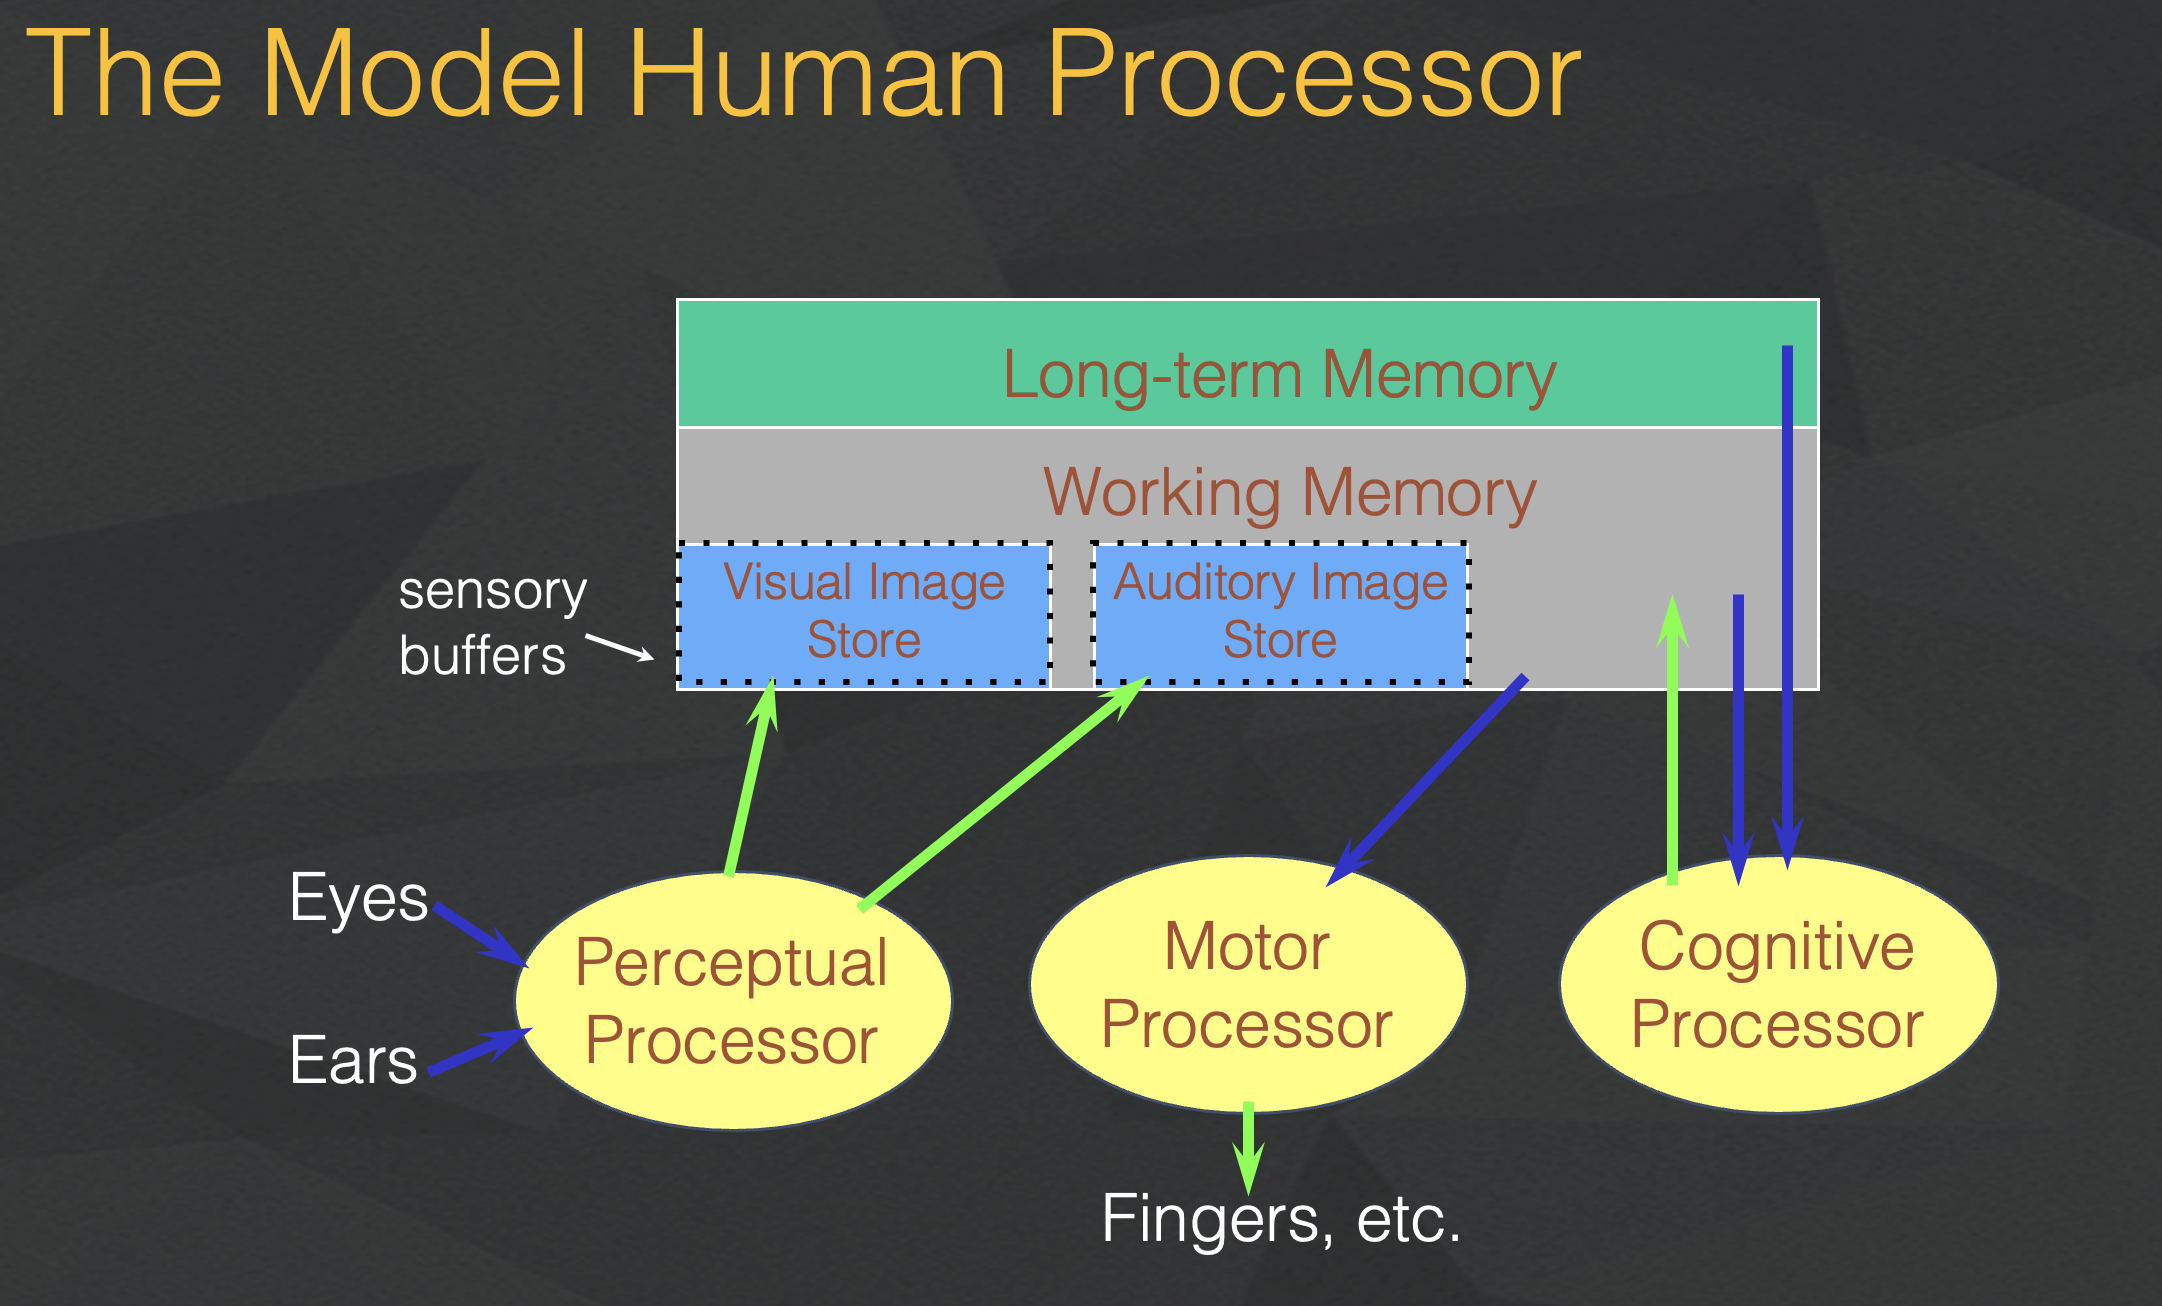 The Model Human Processor
Long-term Memory
Working Memory
sensory
buffers
Visual Image
Store
Auditory Image
Store
Eyes
Ears
Perceptual
Processor
Motor
Processor
Cognitive
Processor
Fingers, etc.